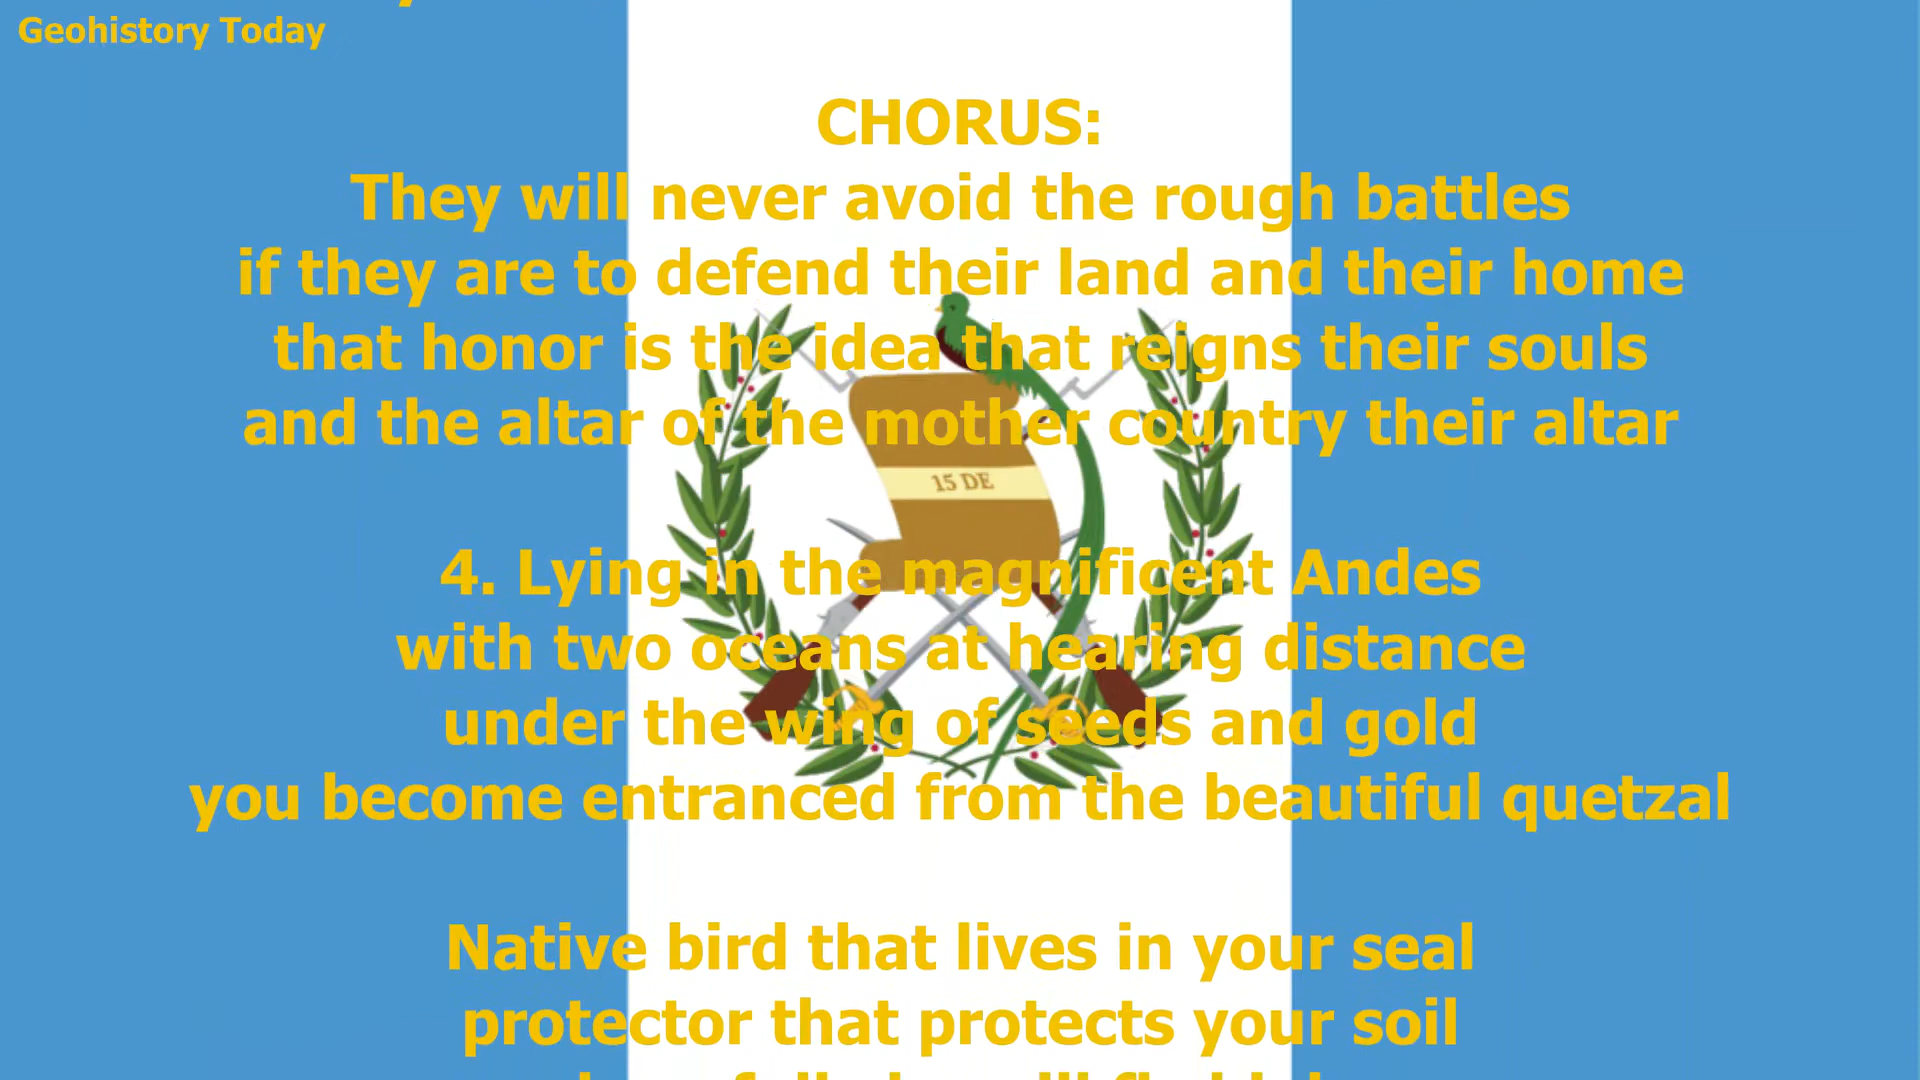 Geohistory Today
CHORUS:
They will never avoid the rough battles
if they are to defend their land and their home
that honor is the idea that reigns their souls
and the altar of the mother country their altar
15 DE
4. Lying in the magnificent Andes
with two oceans at hearing distance
under the wing of seeds and gold
you become entranced from the beautiful quetzal
Native bird that lives in your seal
protector that protects your soil